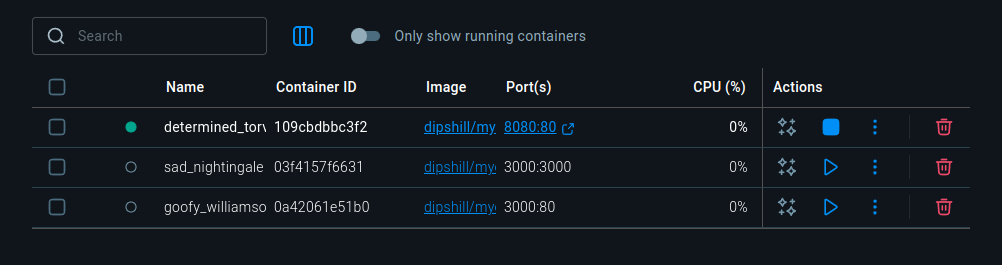 Search Only show running containers
Name Container ID Image Port(s) CPU (%) Actions
determined_torv 109cbdbbc3f2 dipshill/my 8080:80 0%
sad_nightingale 03f4157f6631 dipshill/my 3000:3000 0%
goofy_williamso 0a42061e51b0 dipshill/my 3000:80 0%